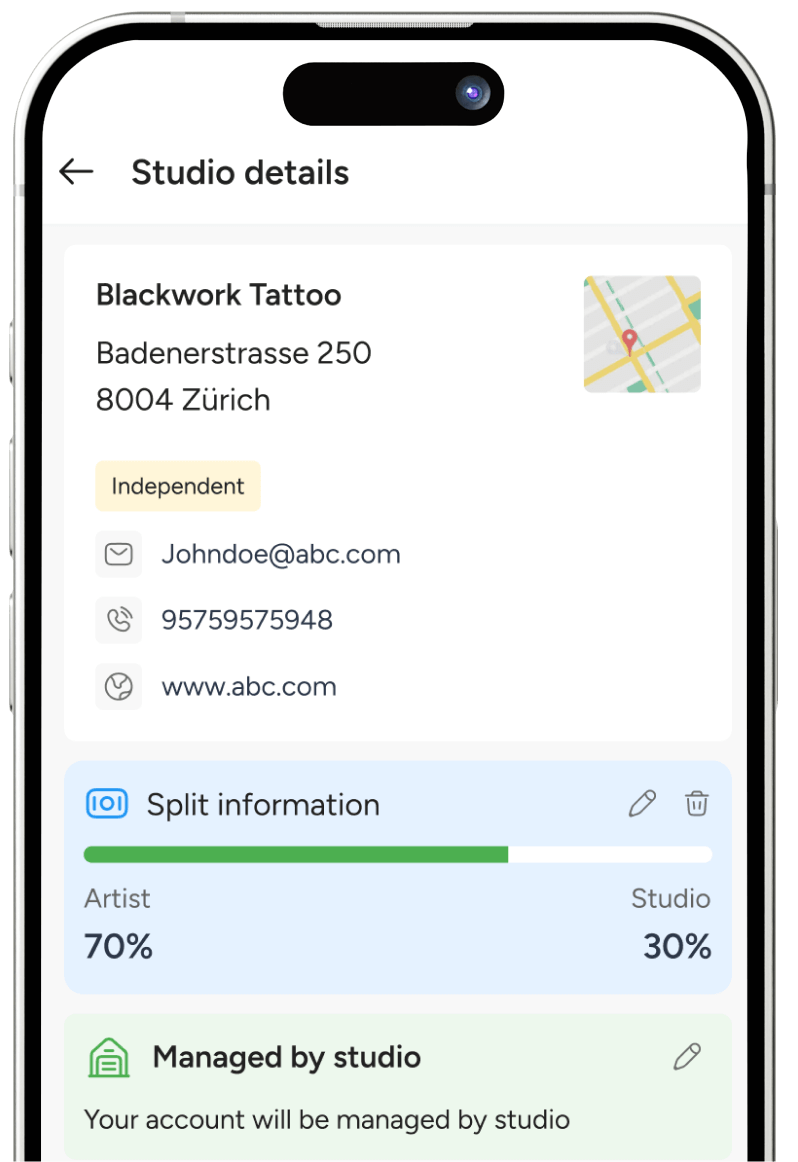 Studio details
Blackwork Tattoo
Badenerstrasse 250
8004 Zürich
Independent
Johndoe@abc.com
95759575948
www.abc.com
Split information
Artist
Studio
70%
30%
Managed by studio
Your account will be managed by studio